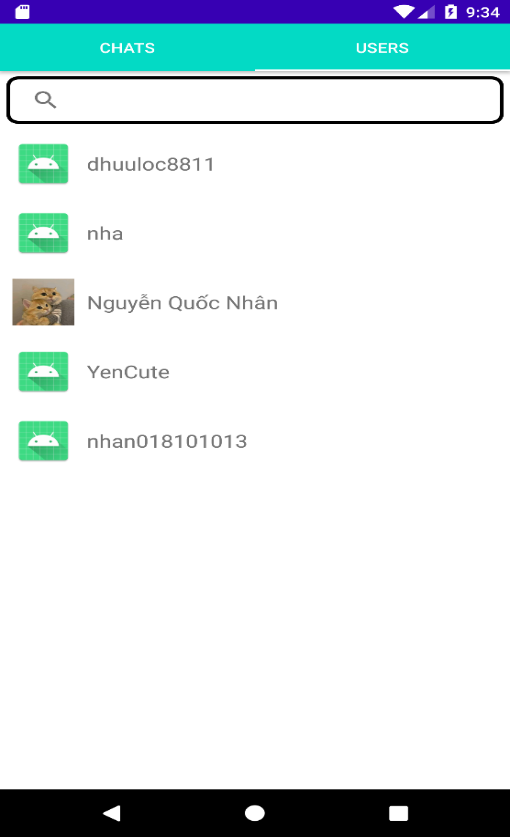 9:34
CHATS USERS
dhuuloc8811
nha
Nguyễn Quốc Nhân
YenCute
nhan018101013